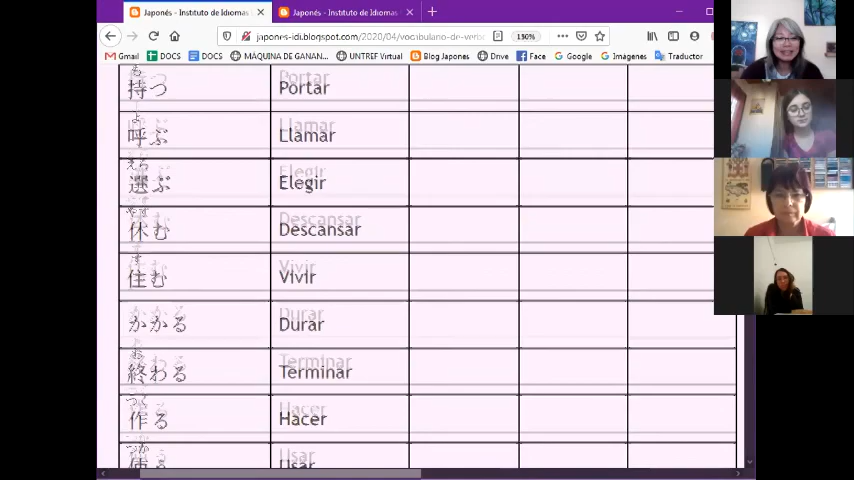 Japonés - Instituto de Idiomas
Japonés - Instituto de Idiomas
japones-idi.blogspot.com/2020/04/vocabulario-de-verbo
130%
Gmail
DOCS
DOCS
MÁQUINA DE GANAN...
UNTREF Virtual
Blog Japones
Drive
Face
Google
Imágenes
Traductor
持つ Portar
呼ぶ Llamar
選ぶ Elegir
休む Descansar
住む Vivir
かかる Durar
終わる Terminar
作る Hacer
使う Usar